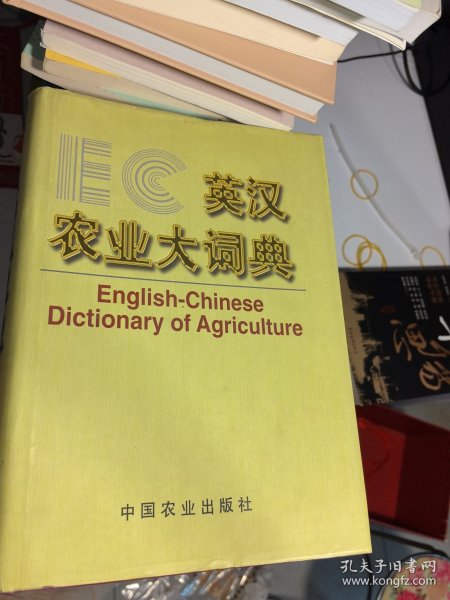 EC
英汉
农业大词典
English-Chinese
Dictionary of Agriculture
中国农业出版社
孔夫子旧书网
www.kongfz.com